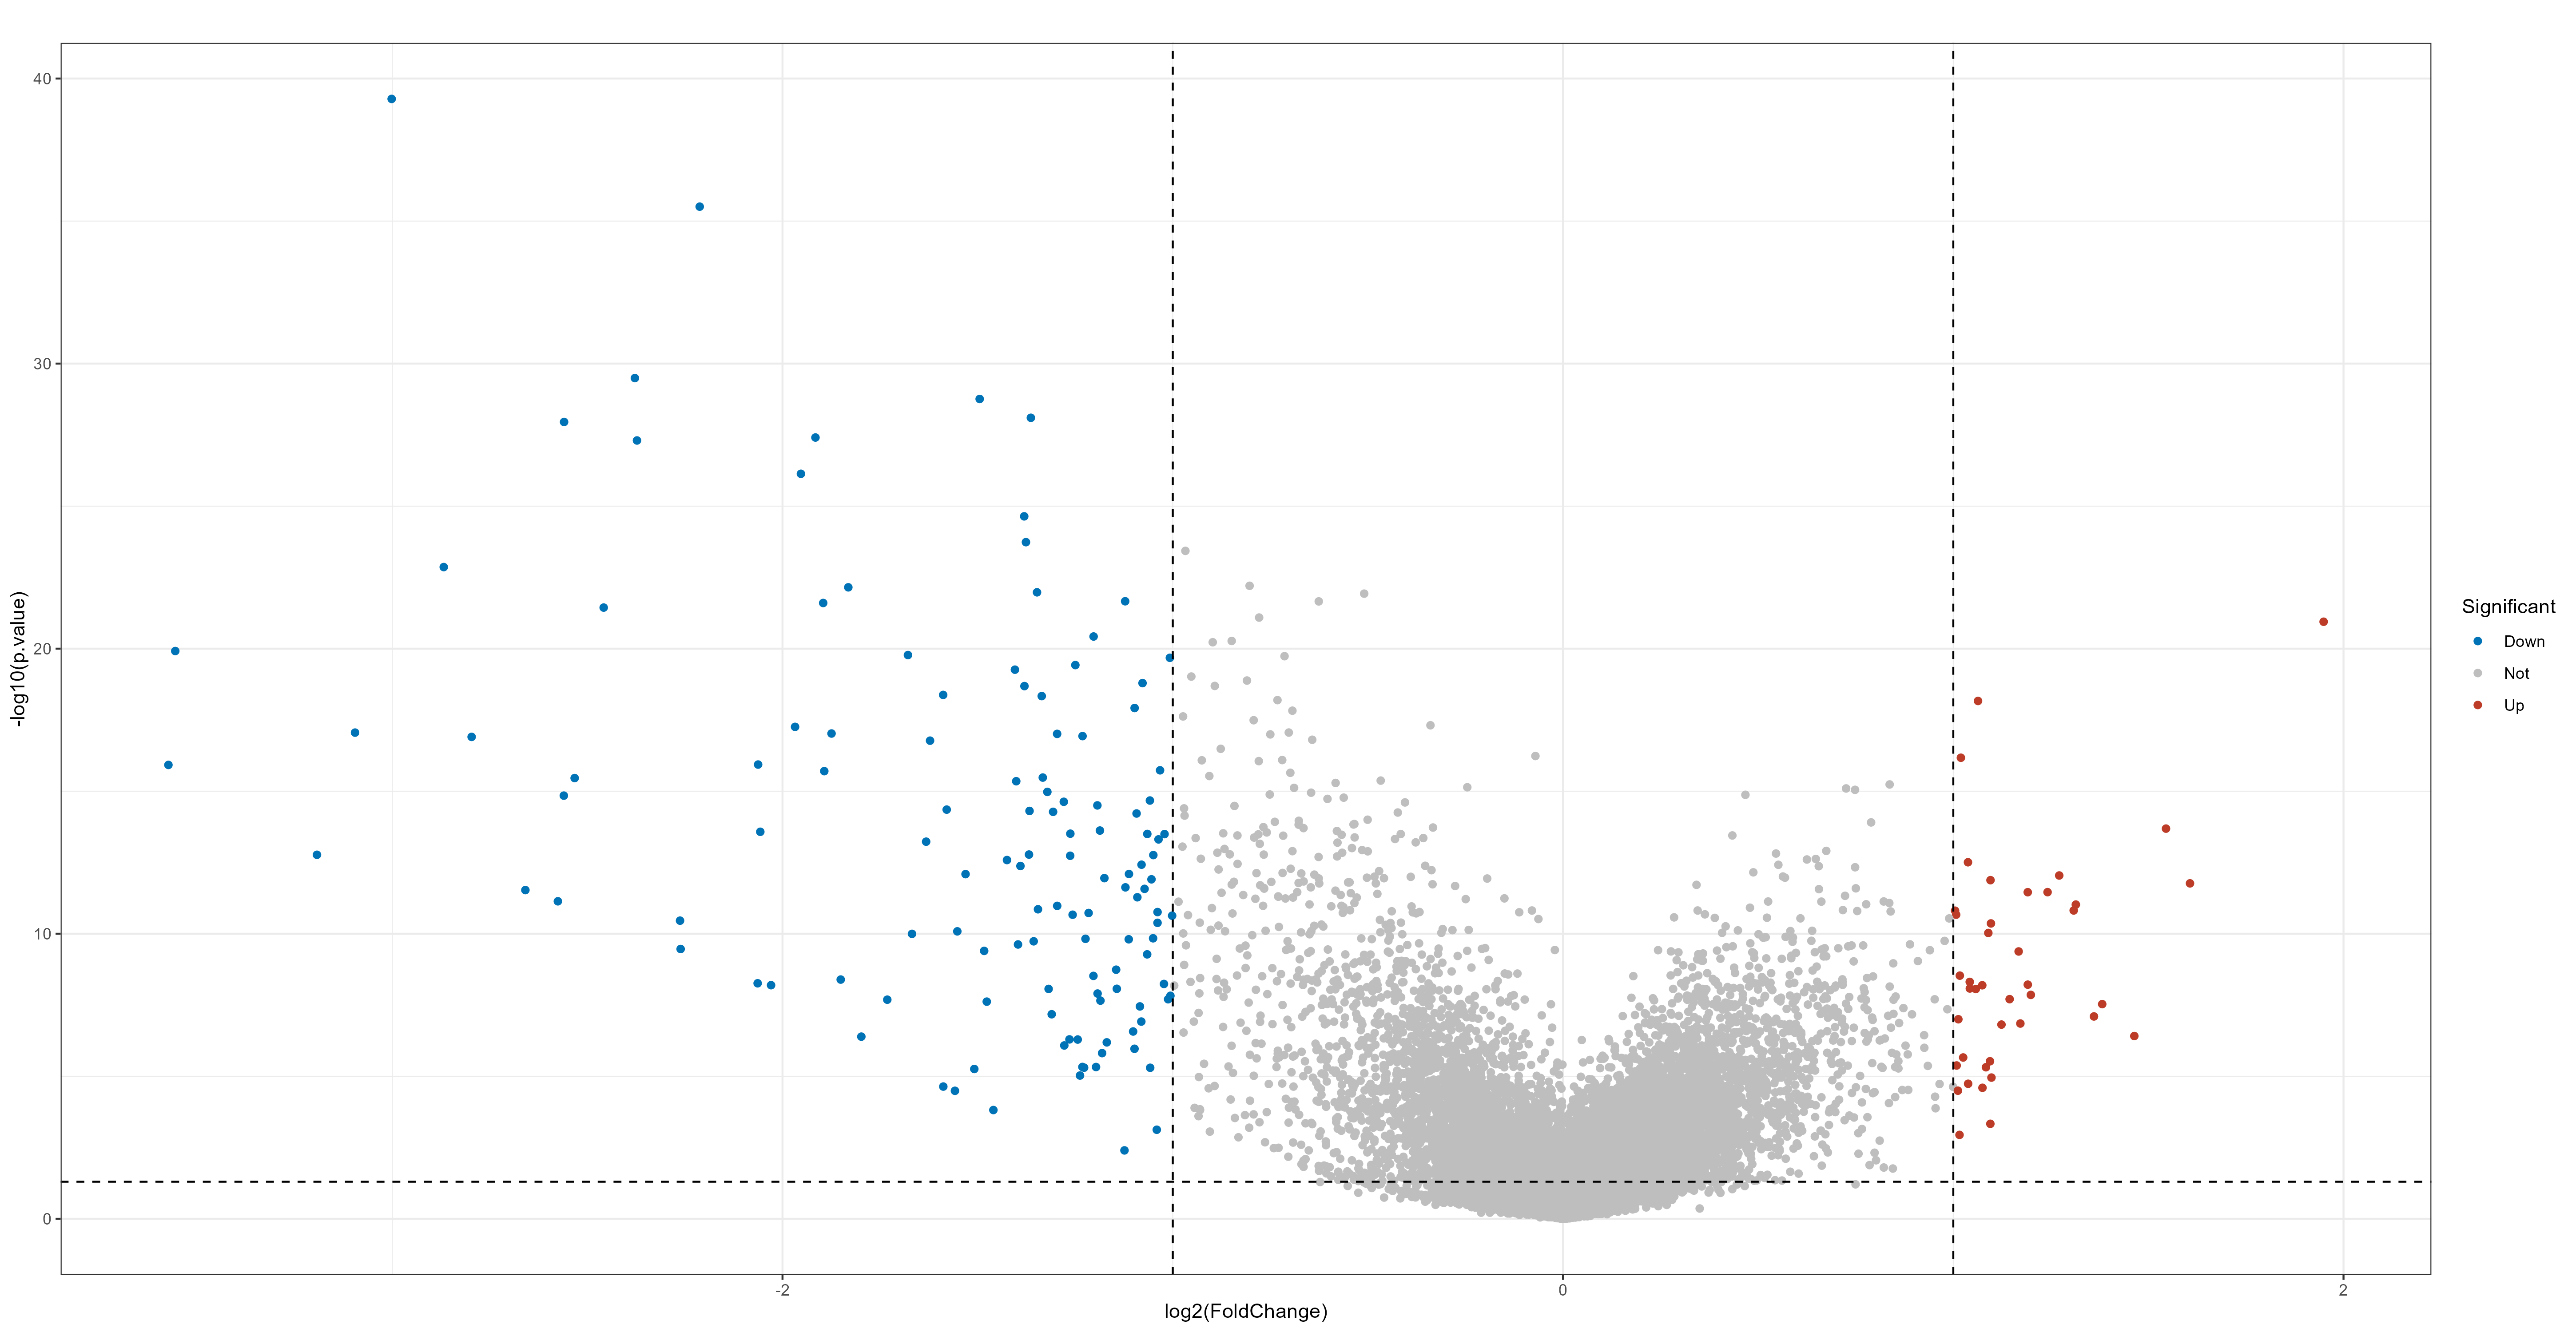 40
30
20
10
0
-log10(p.value)
-2
0
2
log2(FoldChange)
Significant
Down
Not
Up